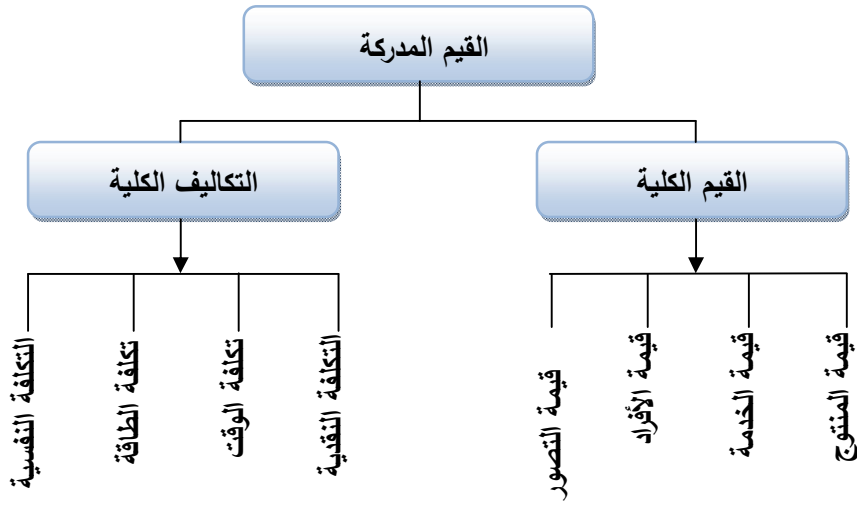 القيم المدركة
القيم الكلية
التكاليف الكلية
قيمة المنتوج
قيمة الخدمة
قيمة الأفراد
قيمة التصور
التكلفة النقدية
تكلفة الوقت
تكلفة الطاقة
التكلفة النفسية